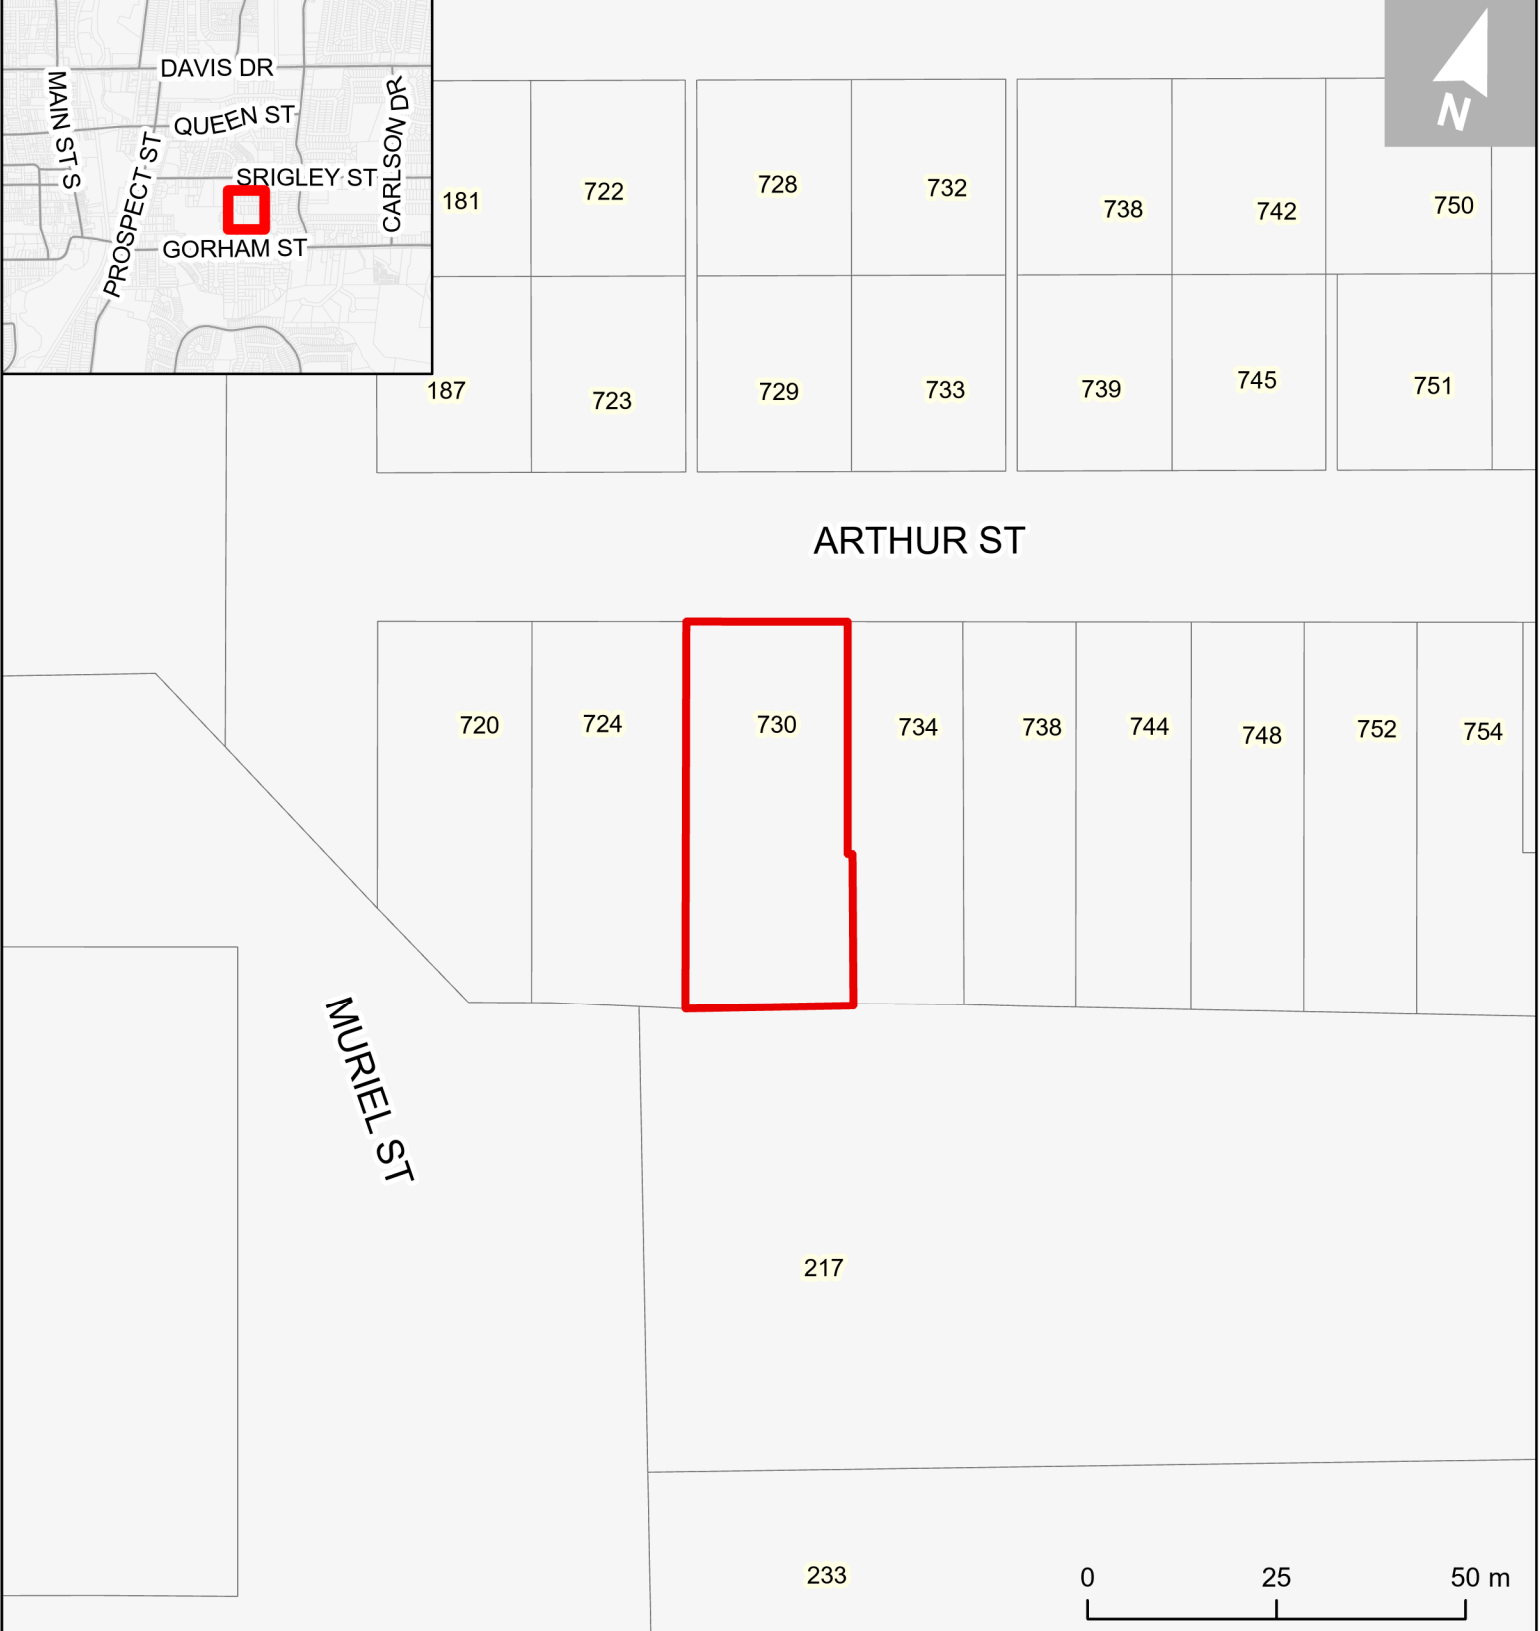 DAVIS DR
MAIN ST S
QUEEN ST
CARLSON DR
PROSPECT ST
SRIGLEY ST
GORHAM ST
N
181
722
728
732
738
742
750
187
723
729
733
739
745
751
ARTHUR ST
720
724
730
734
738
744
748
752
754
MURIEL ST
217
233
0 25 50 m